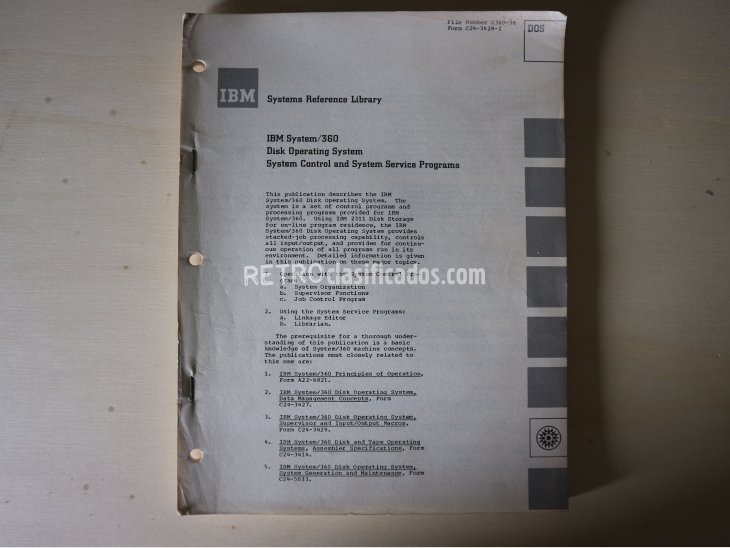 File Number S360-36
Form C24-3428-1
DOS
IBM
Systems Reference Library
IBM System/360
Disk Operating System
System Control and System Service Programs
This publication describes the IBM
System/360 Disk Operating System. The
system is a set of control programs and
processing programs provided for IBM
System/360. Using IBM 2311 Disk Storage
for on-line program residence, the IBM
System/360 Disk Operating System provides
stacked-job processing capability, controls
all input/output, and provides for continu-
ous operation of all programs run in its
environment. Detailed information is given
in this publication on these major topics.
RETROclasificados.com
Operation with the System Control Pro-
a. System Organization
b. Supervisor Functions
c. Job Control Program
2. Using the System Service Programs:
a. Linkage Editor
b. Librarian.
The prerequisite for a thorough under-
standing of this publication is a basic
knowledge of System/360 machine concepts.
The publications most closely related to
this one are:
1. IBM System/360 Principles of Operation,
Form A22-6821.
2. IBM System/360 Disk Operating System,
Data Management Concepts, Form
C24-3427.
3. IBM System/360 Disk Operating System,
Supervisor and Input/Output Macros,
Form C24-3429.
4. IBM System/360 Disk and Tape Operating
Systems, Assembler Specifications, Form
C24-3414.
5. IBM System/360 Disk Operating System,
System Generation and Maintenance, Form
C24-5033.